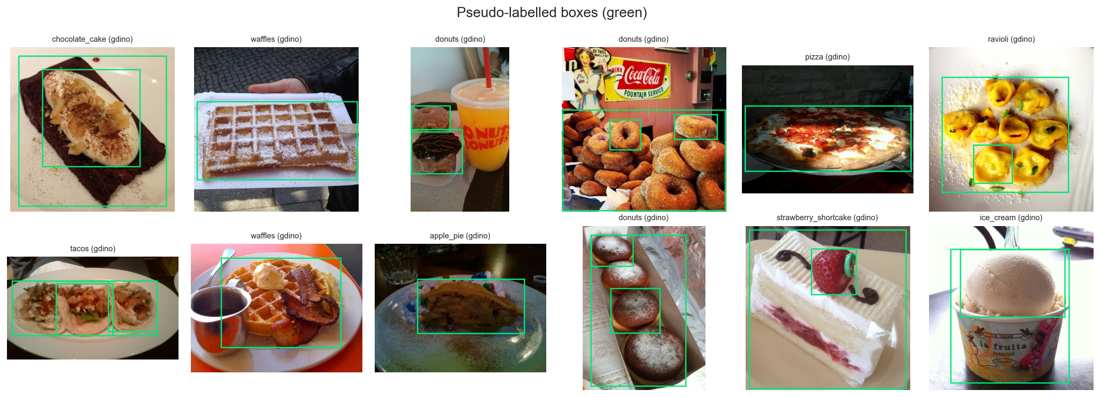 Pseudo-labelled boxes (green)
chocolate_cake (gdino)
waffles (gdino)
donuts (gdino)
donuts (gdino)
pizza (gdino)
ravioli (gdino)
DRINK
Coca-Cola
FOUNTAIN SERVICE
donuts (gdino)
strawberry_shortcake (gdino)
ice_cream (gdino)
tacos (gdino)
waffles (gdino)
apple_pie (gdino)
la fruita